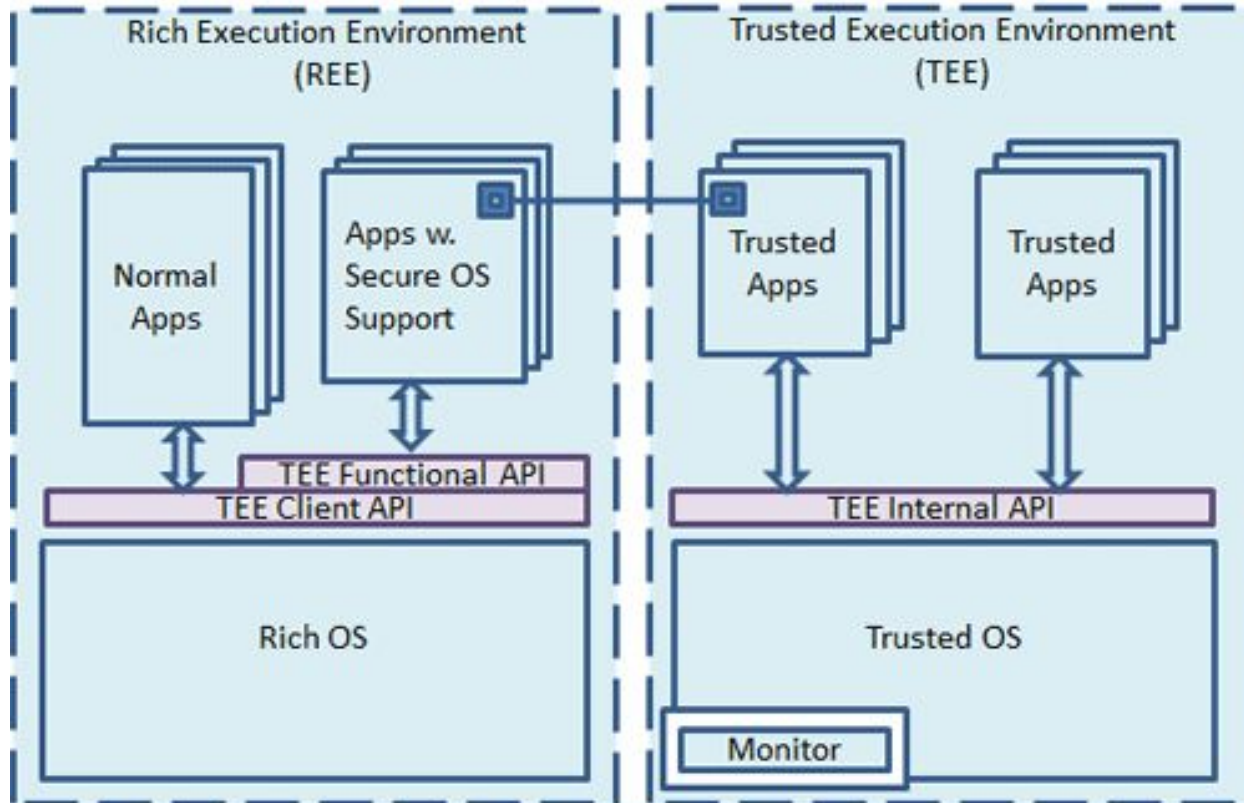 Rich Execution Environment
(REE)
Trusted Execution Environment
(TEE)
Normal
Apps
Apps w.
Secure OS
Support
Trusted
Apps
Trusted
Apps
TEE Functional API
TEE Client API
TEE Internal API
Rich OS
Trusted OS
Monitor